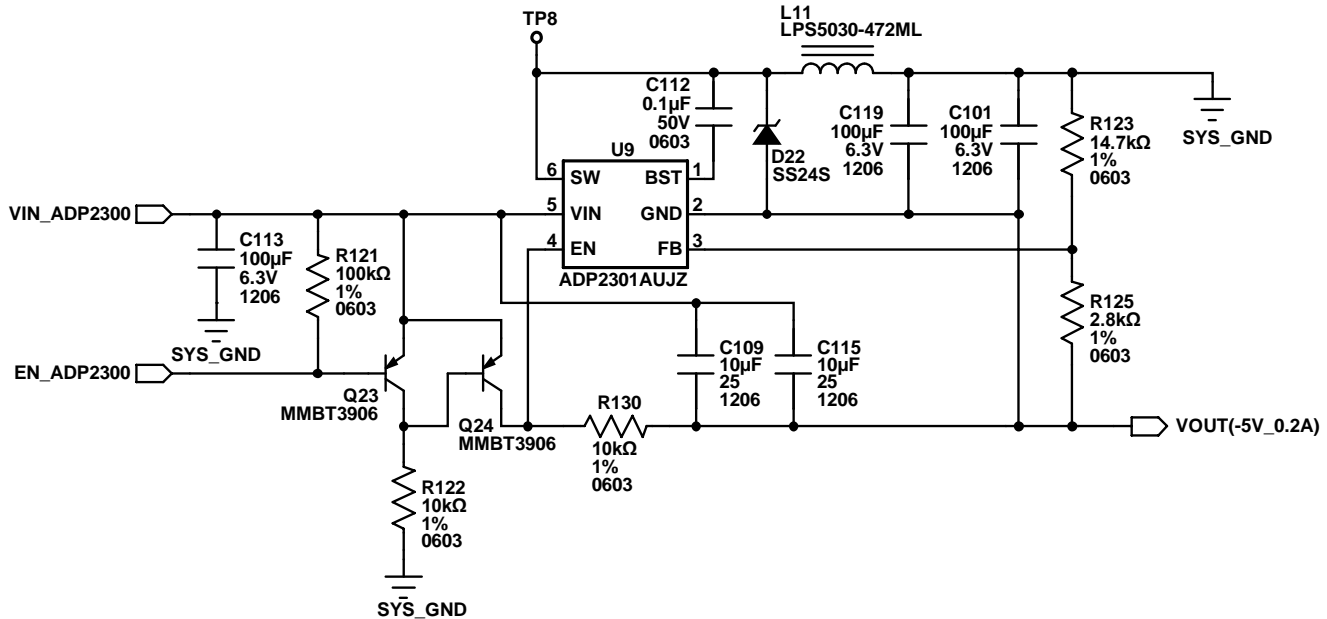 TP8
L11
LPS5030-472ML
C112
0.1µF
50V
0603
C119
100µF
6.3V
1206
C101
100µF
6.3V
1206
R123
14.7kΩ
1%
0603
SYS_GND
D22
SS24S
U9
6 SW BST 1
5 VIN GND 2
4 EN FB 3
ADP2301AUJZ
VIN_ADP2300
C113
100µF
6.3V
1206
SYS_GND
R121
100kΩ
1%
0603
EN_ADP2300
Q23
MMBT3906
Q24
MMBT3906
R122
10kΩ
1%
0603
SYS_GND
R130
10kΩ
1%
0603
C109
10µF
25
1206
C115
10µF
25
1206
R125
2.8kΩ
1%
0603
VOUT(-5V_0.2A)